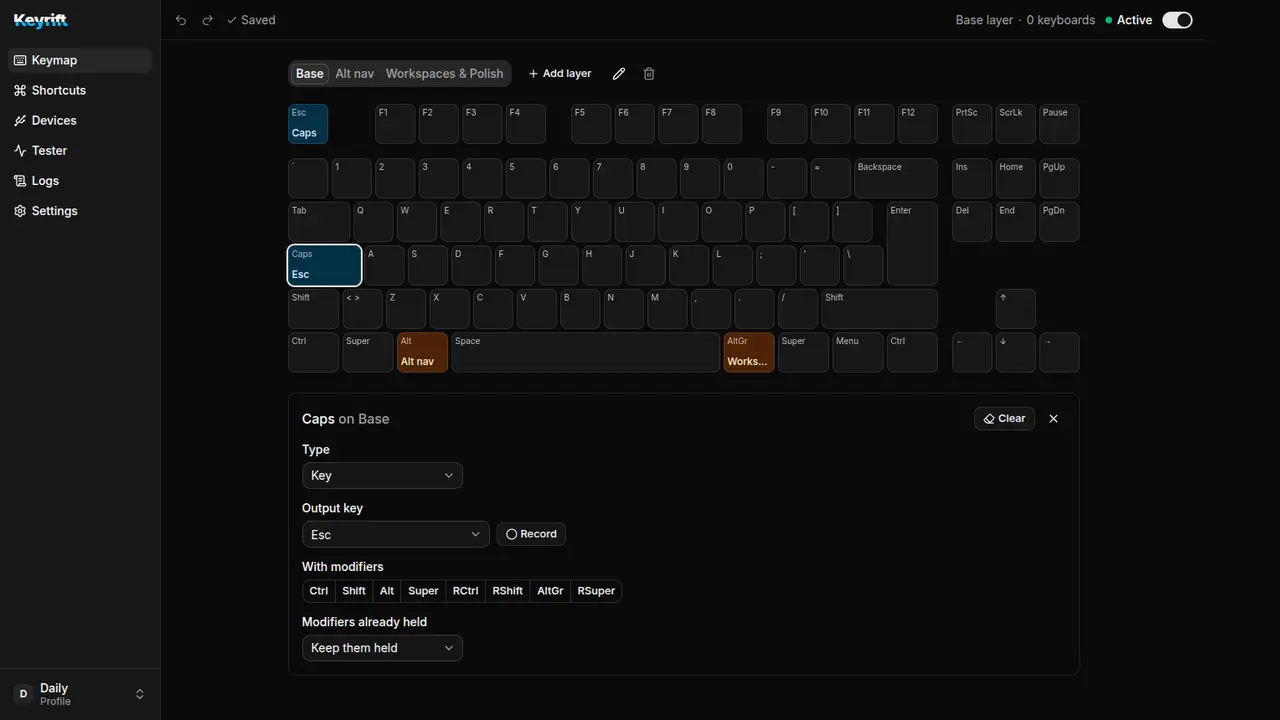 Keyrift
Saved
Base layer · 0 keyboards
Active
Keymap
Shortcuts
Devices
Tester
Logs
Settings
Base Alt nav Workspaces & Polish
+ Add layer
Esc F1 F2 F3 F4 F5 F6 F7 F8 F9 F10 F11 F12 PrtSc ScrLk Pause
Caps
` 1 2 3 4 5 6 7 8 9 0 - = Backspace Ins Home PgUp
Tab Q W E R T Y U I O P [ ] Enter Del End PgDn
Caps A S D F G H J K L ; ' \
Esc
Shift < > Z X C V B N M , . / Shift ↑
Ctrl Super Alt Space AltGr Super Menu Ctrl ← ↓ →
Alt nav Works...
Caps on Base
Clear
Type
Key
Output key
Esc
Record
With modifiers
Ctrl Shift Alt Super RCtrl RShift AltGr RSuper
Modifiers already held
Keep them held
D
Daily
Profile